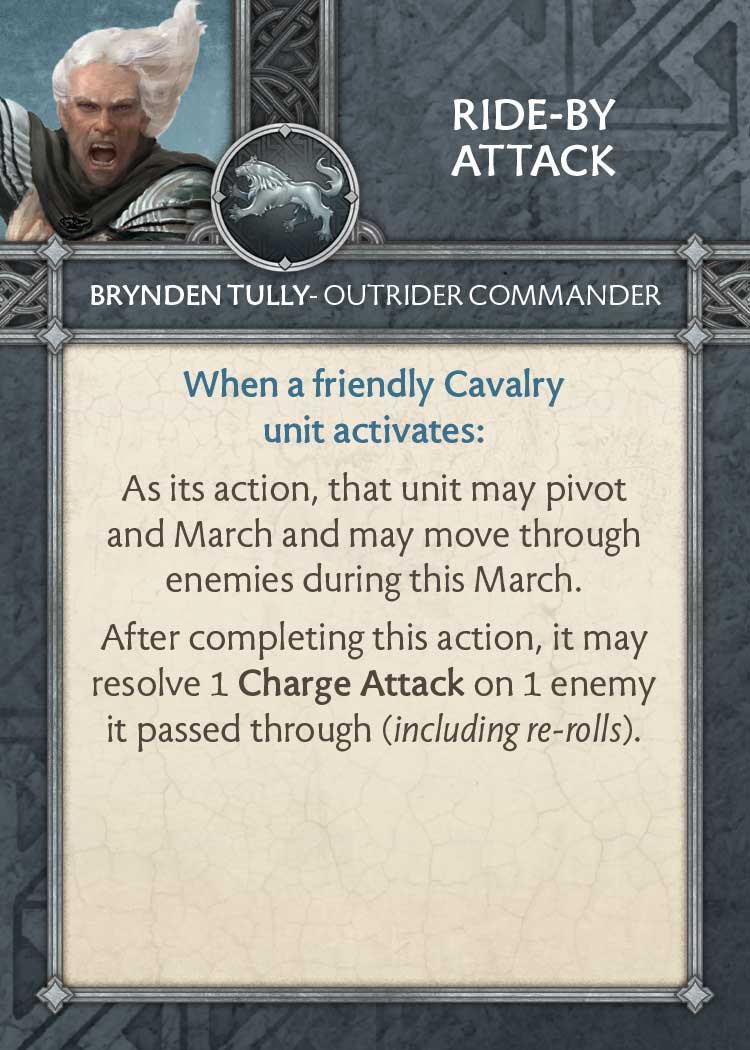 RIDE-BY
ATTACK
BRYNDEN TULLY- OUTRIDER COMMANDER
When a friendly Cavalry
unit activates:
As its action, that unit may pivot
and March and may move through
enemies during this March.
After completing this action, it may
resolve 1 Charge Attack on 1 enemy
it passed through (including re-rolls).